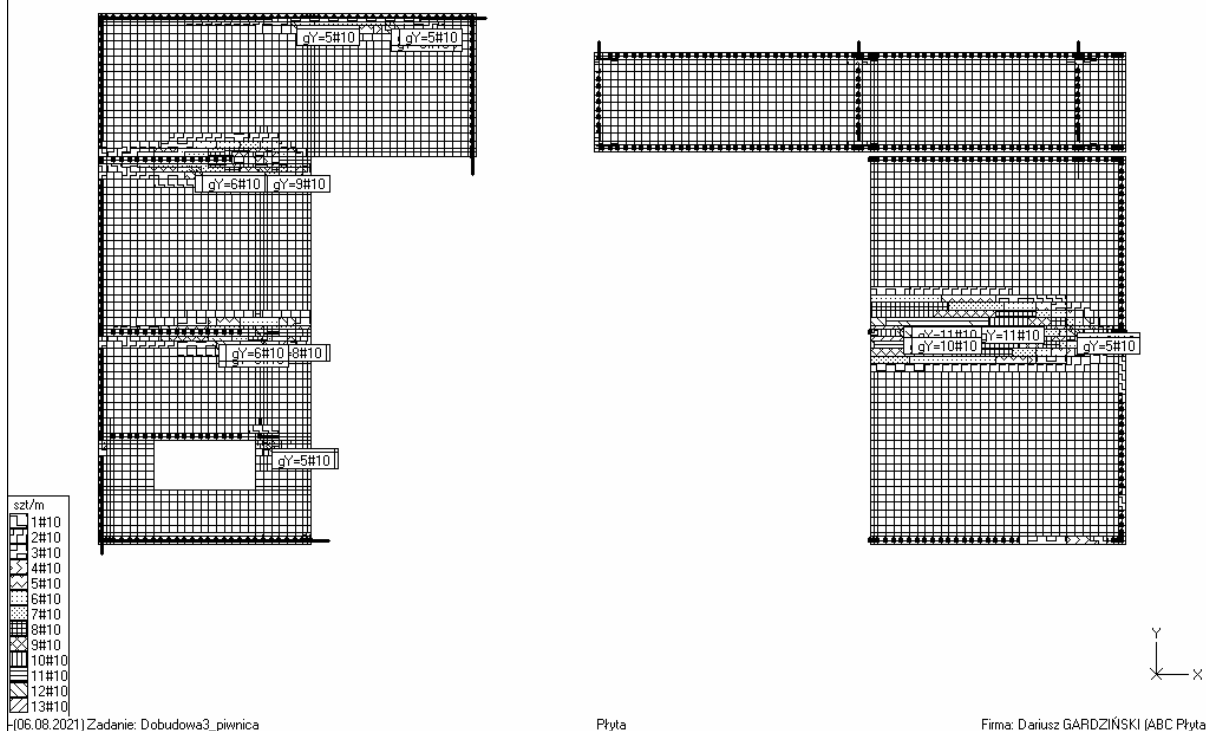 gY=5#10 gY=5#10
gY=6#10 gY=9#10
gY=11#10 gY=11#10
gY=10#10 gY=5#10
gY=6#10 =8#10
gY=5#10
szt/m
1#10
2#10
3#10
4#10
5#10
6#10
7#10
8#10
9#10
10#10
11#10
12#10
13#10
Y
X
(06.08.2021) Zadanie: Dobudowa3_piwnica
Płyta
Firma: Dariusz GARDZIŃSKI (ABC Płyta